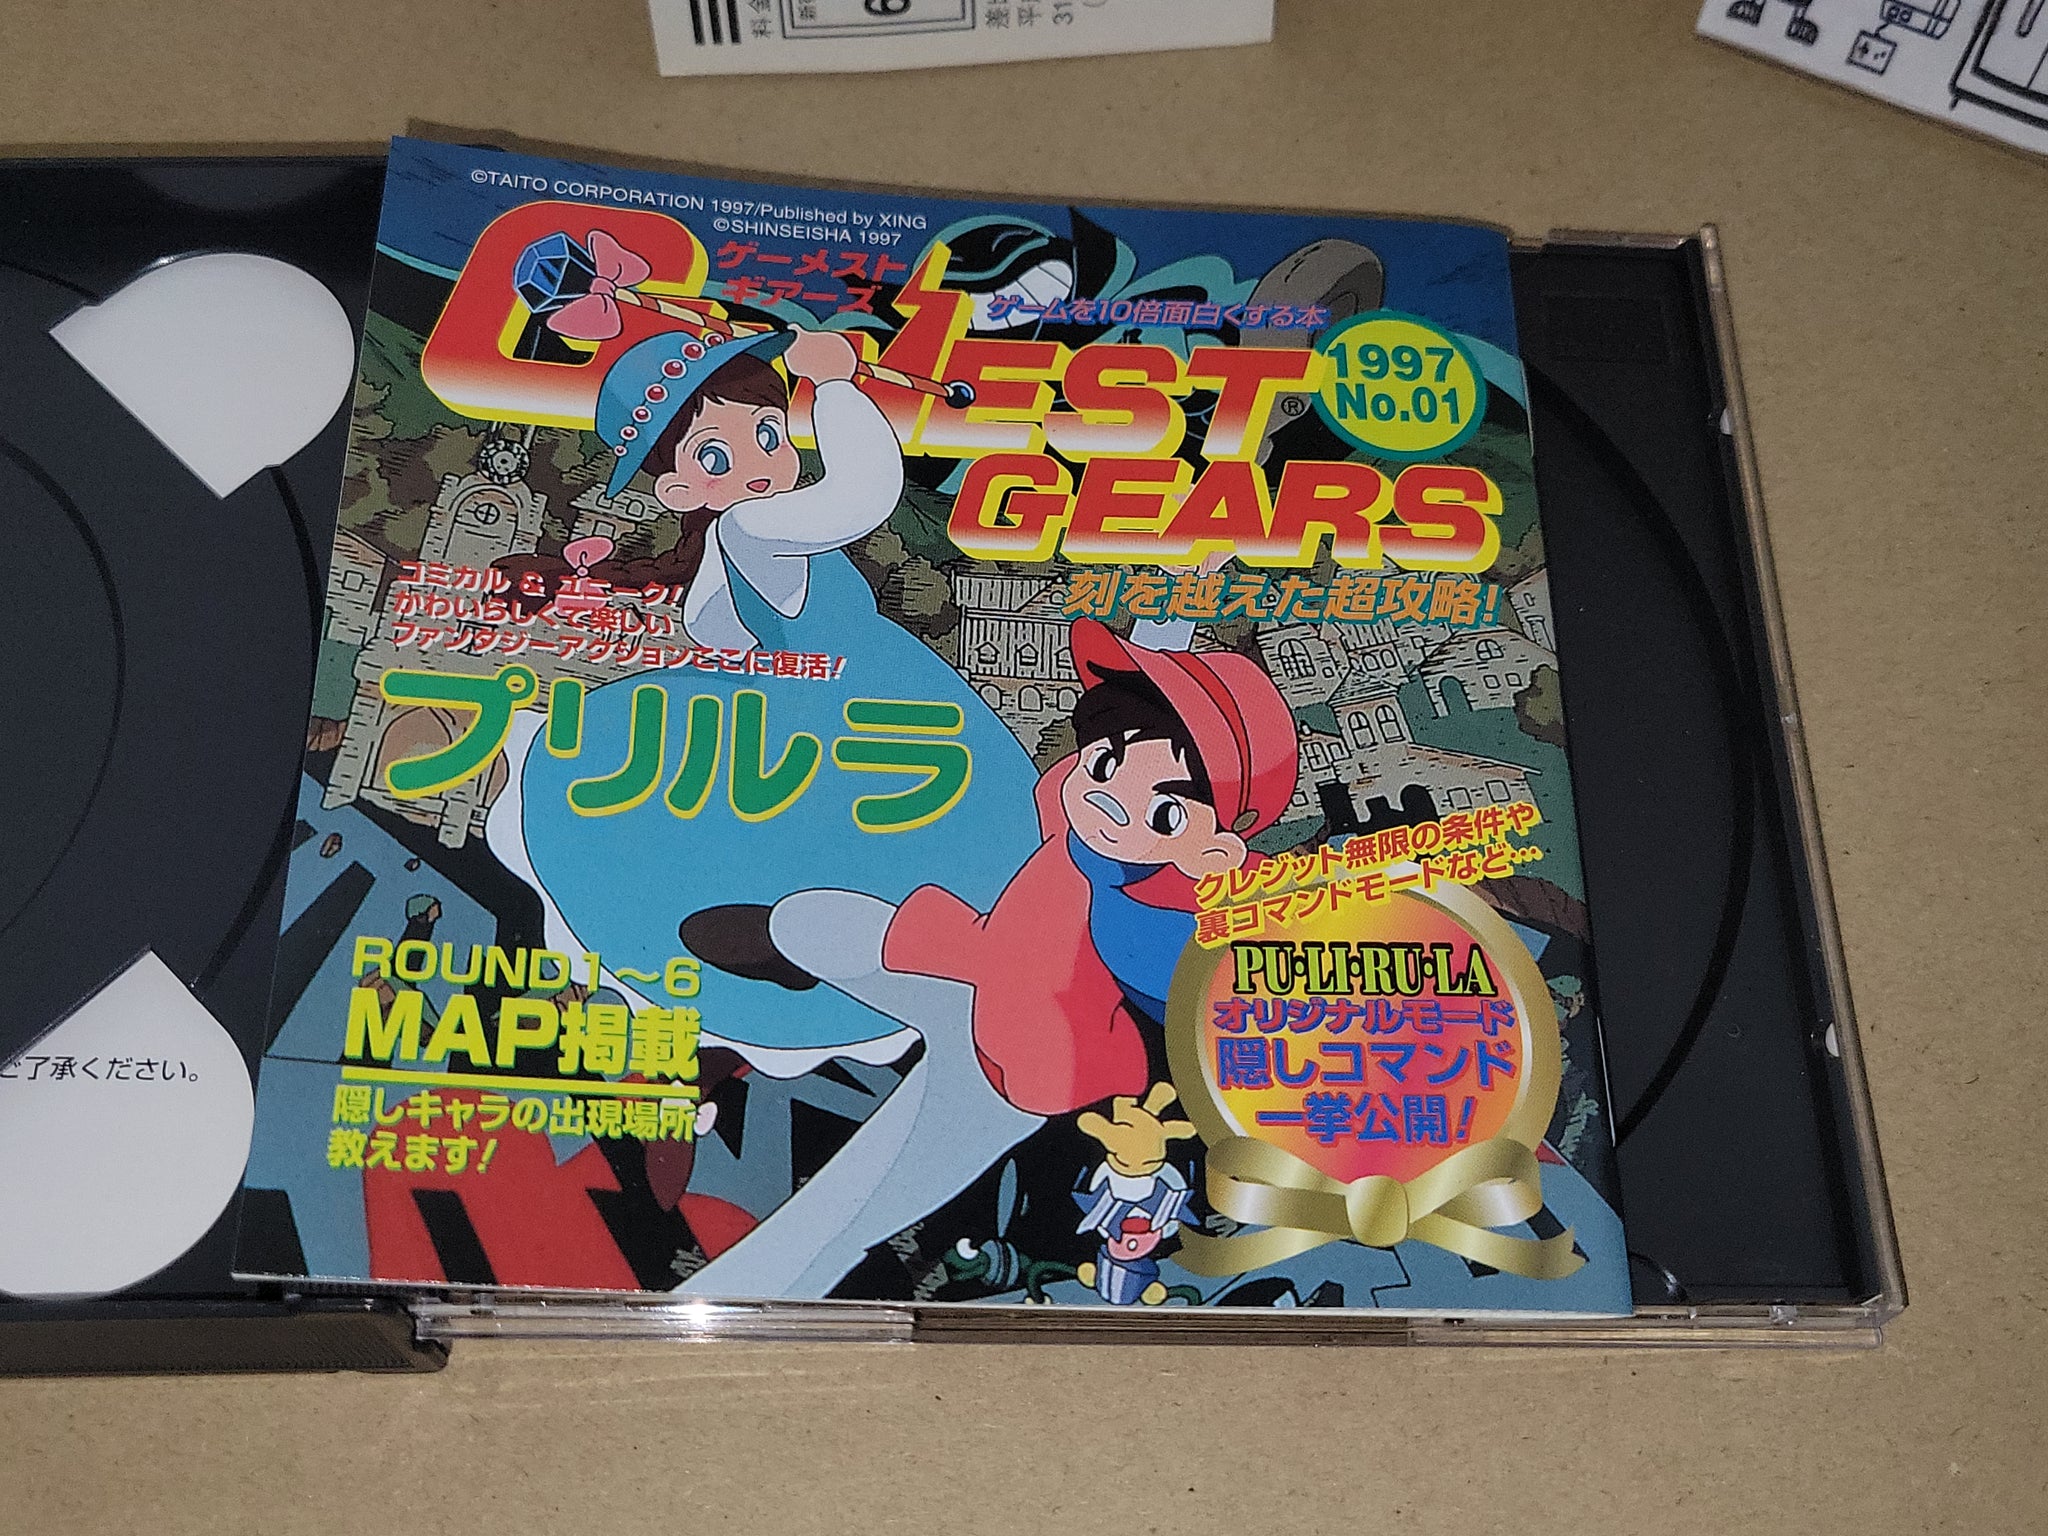 ©TAITO CORPORATION 1997/Published by XING
©SHINSEISHA 1997
ゲーメスト
ギアーズ
ゲームを10倍面白くする本
GAMEST
GEARS
®
1997
No.01
刻を越えた超攻略!
コミカル & ユニーク!
かわいらしくて楽しい
ファンタジーアクションここに復活!
プリルラ
クレジット無限の条件や
裏コマンドモードなど…
PU・LI・RU・LA
オリジナルモード
隠しコマンド
一挙公開!
ROUND 1～6
MAP掲載
隠しキャラの出現場所
教えます!
ご了承ください。